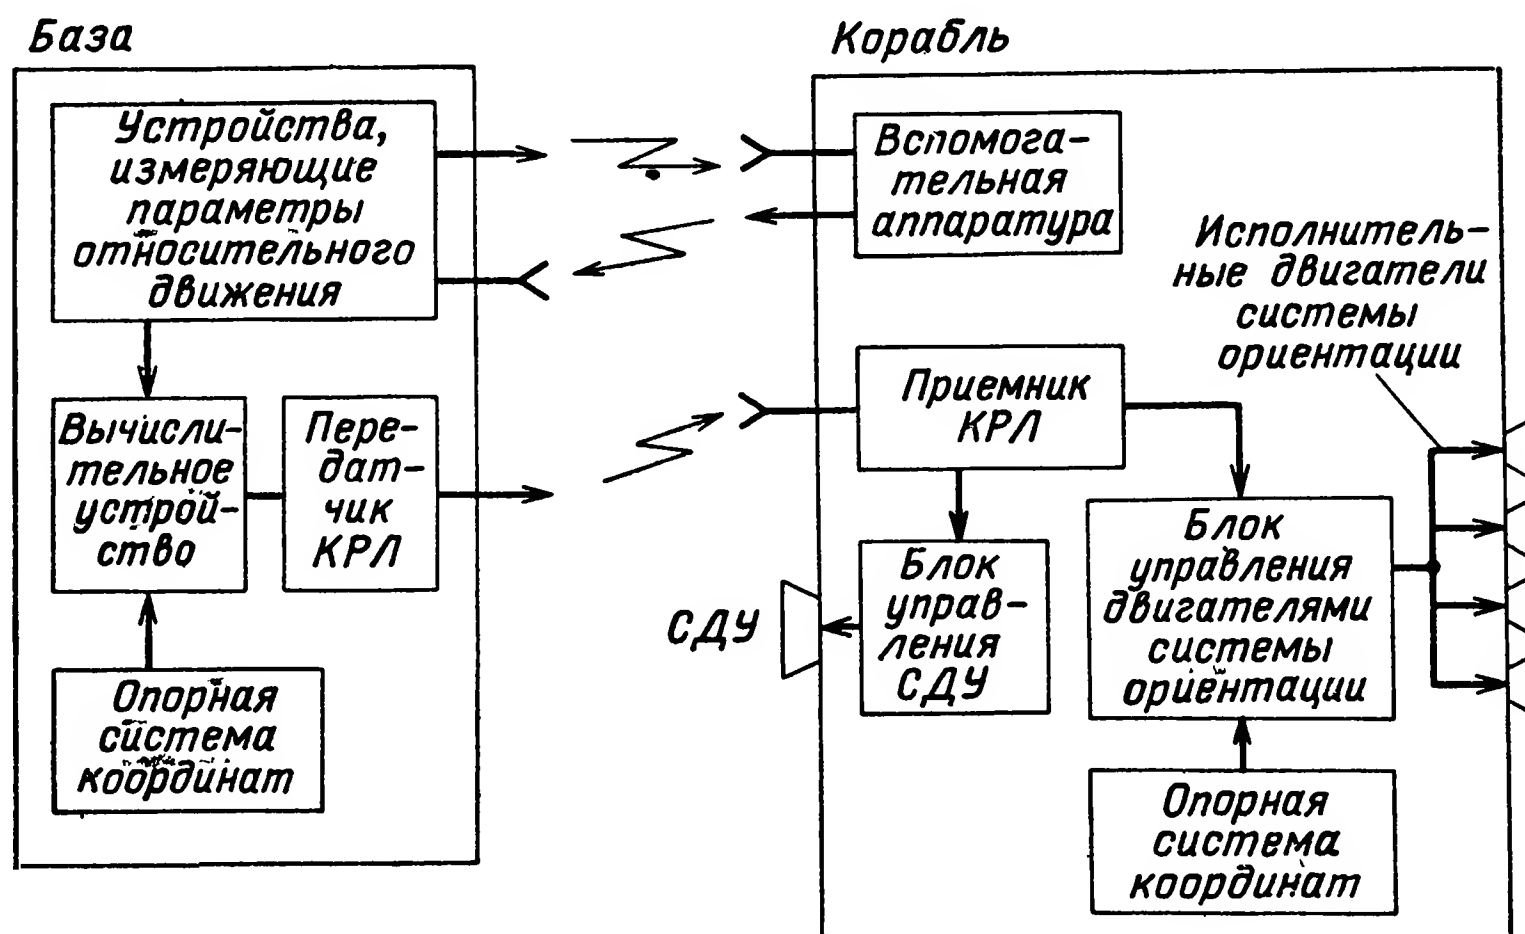 База
Устройства,
измеряющие
параметры
относительного
движения
Вычисли-
тельное
устрой-
ство
Пере-
дат-
чик
КРЛ
Опорная
система
координат
Корабль
Вспомога-
тельная
аппаратура
Исполнитель-
ные двигатели
системы
ориентации
Приемник
КРЛ
СДУ
Блок
управ-
ления
СДУ
Блок
управления
двигателями
системы
ориентации
Опорная
система
координат